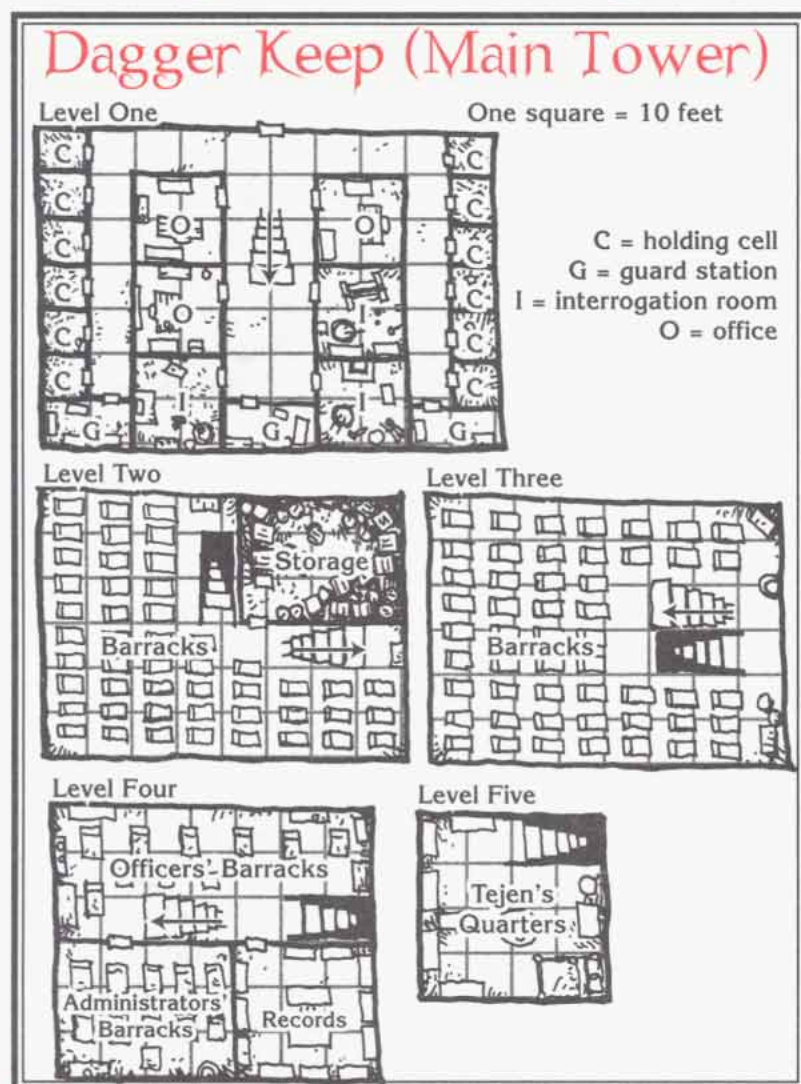 Dagger Keep (Main Tower)
Level One
One square = 10 feet
C = holding cell
G = guard station
I = interrogation room
O = office
C C
C C
O O
C C
C C
O I
C C
C C
I I
G G G
Level Two
Storage
Barracks
Level Three
Barracks
Level Four
Officers' Barracks
Administrators'
Barracks
Records
Level Five
Tejen's
Quarters